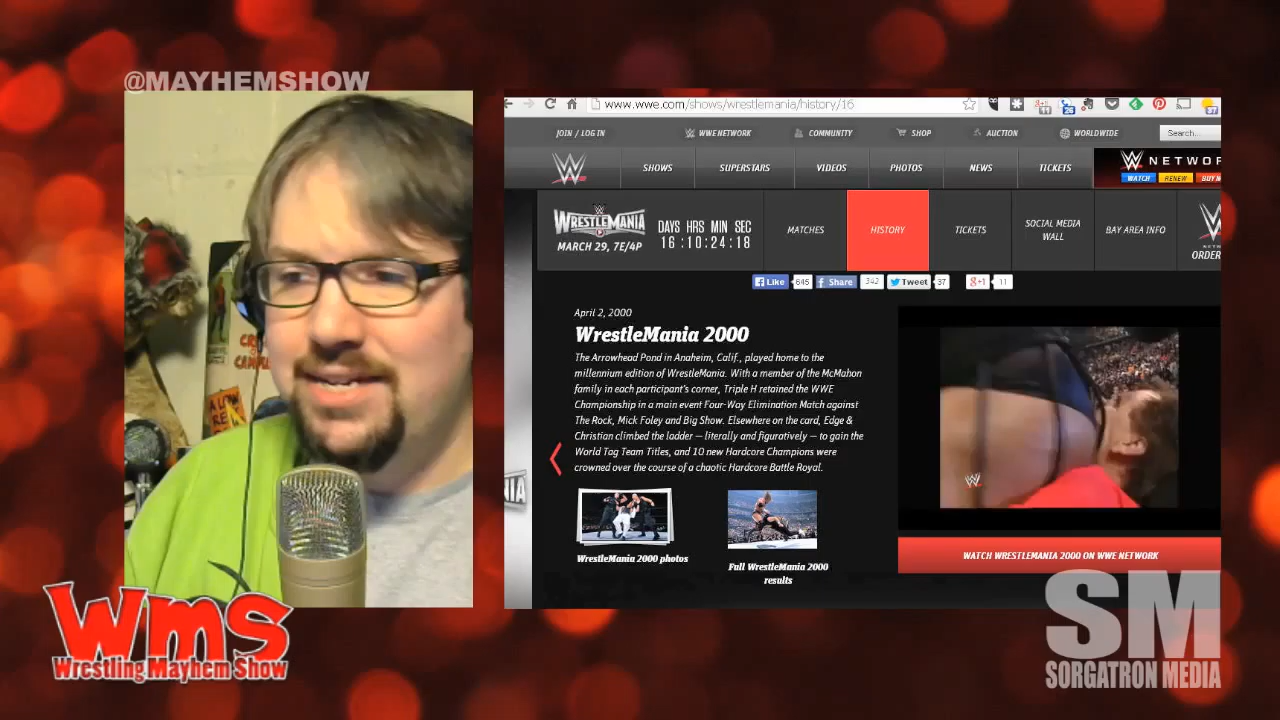 @MAYHEMSHOW
www.wwe.com/shows/wrestlemania/history/16
JOIN / LOG IN
WWE NETWORK
COMMUNITY
SHOP
AUCTION
WORLDWIDE
Search...
W
SHOWS
SUPERSTARS
VIDEOS
PHOTOS
NEWS
TICKETS
W NETWOR
WATCH
RENEW
BUY N
WRESTLEMANIA
MARCH 29, 7E/4P
DAYS HRS MIN SEC
16:10:24:18
MATCHES
HISTORY
TICKETS
SOCIAL MEDIA
WALL
BAY AREA INFO
ORDER
Like
645
Share
342
Tweet
37
g+1
11
April 2, 2000
WrestleMania 2000
The Arrowhead Pond in Anaheim, Calif., played home to the
millennium edition of WrestleMania. With a member of the McMahon
family in each participant's corner, Triple H retained the WWE
Championship in a main event Four-Way Elimination Match against
The Rock, Mick Foley and Big Show. Elsewhere on the card, Edge &
Christian climbed the ladder — literally and figuratively — to gain the
World Tag Team Titles, and 10 new Hardcore Champions were
crowned over the course of a chaotic Hardcore Battle Royal.
WrestleMania 2000 photos
Full WrestleMania 2000
results
WATCH WRESTLEMANIA 2000 ON WWE NETWORK
NIA
WMS
Wrestling Mayhem Show
SM
SORGATRON MEDIA